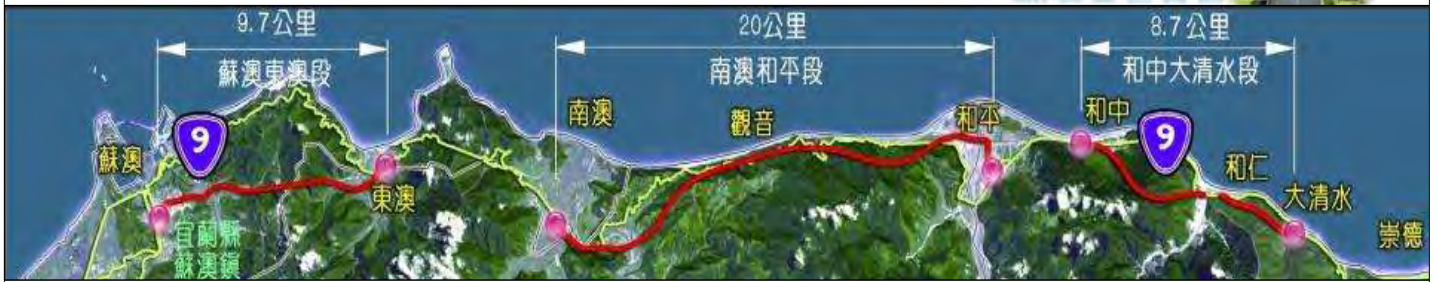 9.7公里
蘇澳東澳段
20公里
南澳和平段
8.7公里
和中大清水段
蘇澳
9
東澳
南澳
觀音
和平
和中
9
和仁
大清水
崇德
宜蘭縣
蘇澳鎮